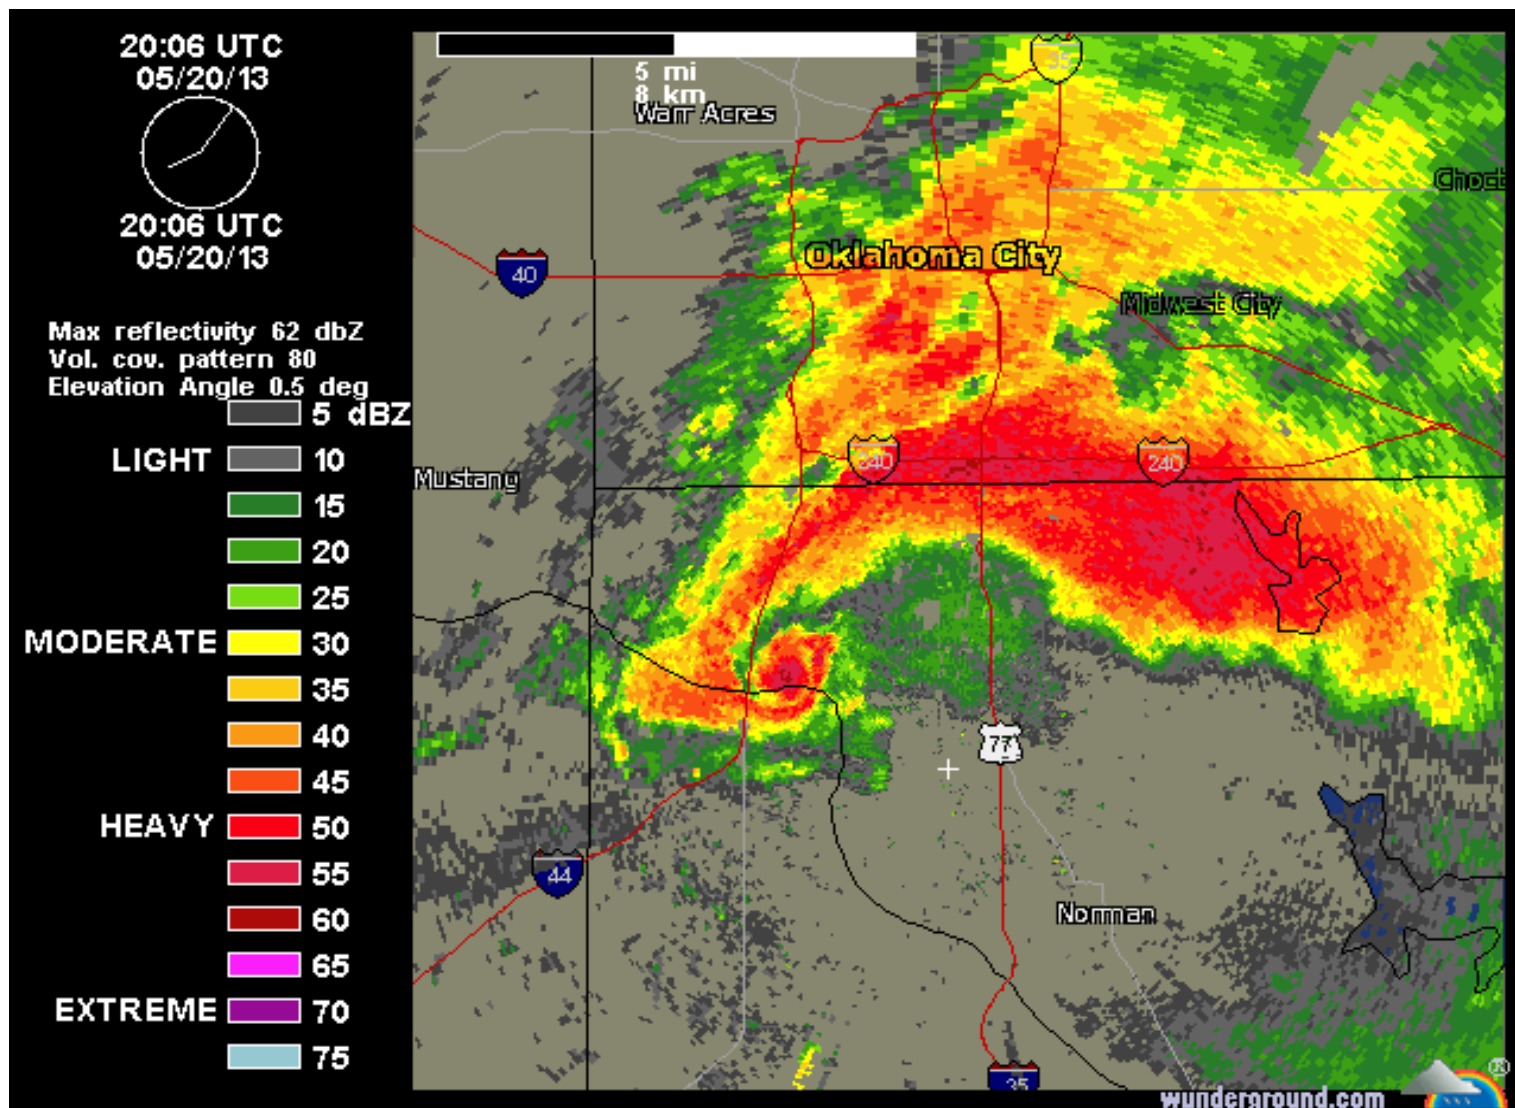 20:06 UTC
05/20/13
20:06 UTC
05/20/13
Max reflectivity 62 dbZ
Vol. cov. pattern 80
Elevation Angle 0.5 deg
5 dBZ
LIGHT 10
15
20
25
MODERATE 30
35
40
45
HEAVY 50
55
60
65
EXTREME 70
75
5 mi
8 km
35
Warr Acres
Choct
Oklahoma City
40
Midwest City
240
240
Mustang
77
44
Norman
35
wunderground.com
®